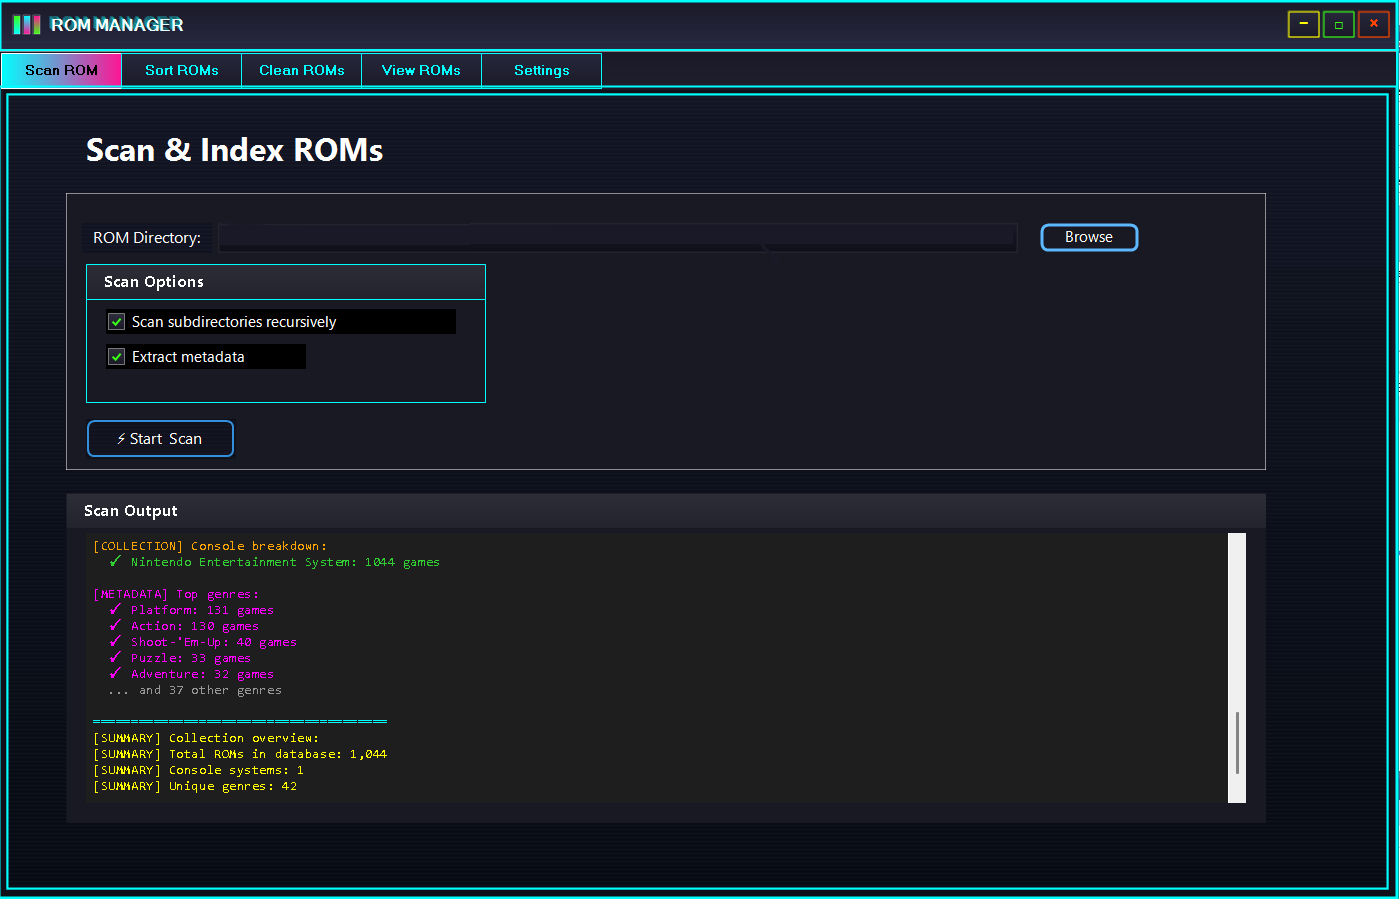 ROM MANAGER
Scan ROM
Sort ROMs
Clean ROMs
View ROMs
Settings
Scan & Index ROMs
ROM Directory:
Browse
Scan Options
Scan subdirectories recursively
Extract metadata
⚡Start Scan
Scan Output
[COLLECTION] Console breakdown:
✓ Nintendo Entertainment System: 1044 games
[METADATA] Top genres:
✓ Platform: 131 games
✓ Action: 130 games
✓ Shoot-'Em-Up: 40 games
✓ Puzzle: 33 games
✓ Adventure: 32 games
... and 37 other genres
=======================================
[SUMMARY] Collection overview:
[SUMMARY] Total ROMs in database: 1,044
[SUMMARY] Console systems: 1
[SUMMARY] Unique genres: 42